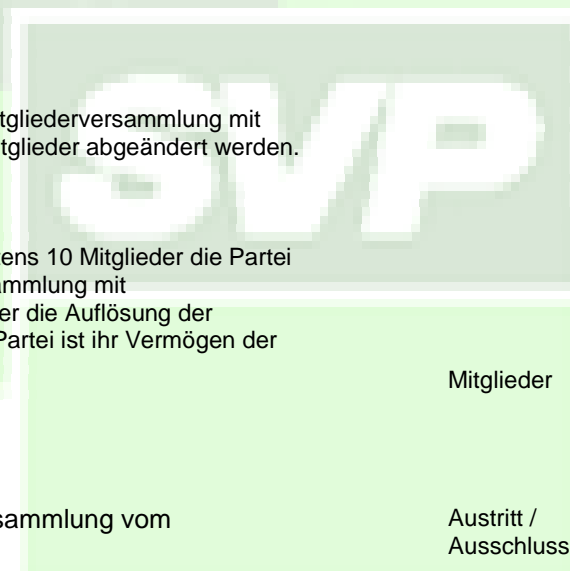 SVP
tgliederversammlung mit
tglieder abgeändert werden.
tens 10 Mitglieder die Partei
ammlung mit
er die Auflösung der
Partei ist ihr Vermögen der
sammlung vom
Mitglieder
Austritt /
Ausschluss